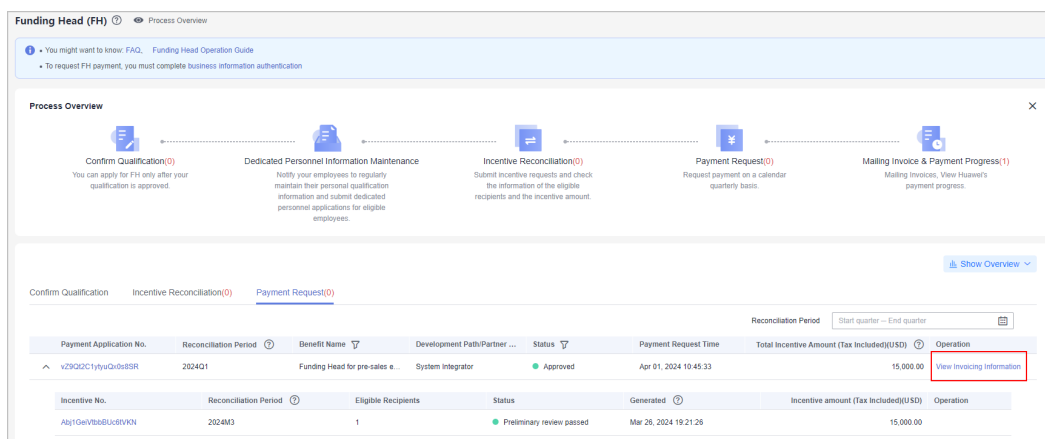 Funding Head (FH) Process Overview
• You might want to know: FAQ, Funding Head Operation Guide
• To request FH payment, you must complete business information authentication
Process Overview
Confirm Qualification(0)
You can apply for FH only after your
qualification is approved.
Dedicated Personnel Information Maintenance
Notify your employees to regularly
maintain their personal qualification
information and submit dedicated
personnel applications for eligible
employees.
Incentive Reconciliation(0)
Submit incentive requests and check
the information of the eligible
recipients and the incentive amount.
Payment Request(0)
Request payment on a calendar
quarterly basis.
Mailing Invoice & Payment Progress(1)
Mailing Invoices, View Huawei's
payment progress.
Show Overview
Confirm Qualification Incentive Reconciliation(0) Payment Request(0)
Reconciliation Period Start quarter -- End quarter
Payment Application No. Reconciliation Period Benefit Name Development Path/Partner ... Status Payment Request Time Total Incentive Amount (Tax Included)(USD) Operation
2024Q1 Funding Head for pre-sales e... System Integrator Approved Apr 01, 2024 10:45:33 15,000.00 View Invoicing Information
Incentive No. Reconciliation Period Eligible Recipients Status Generated Incentive amount (Tax Included)(USD) Operation
2024M3 1 Preliminary review passed Mar 26, 2024 19:21:26 15,000.00